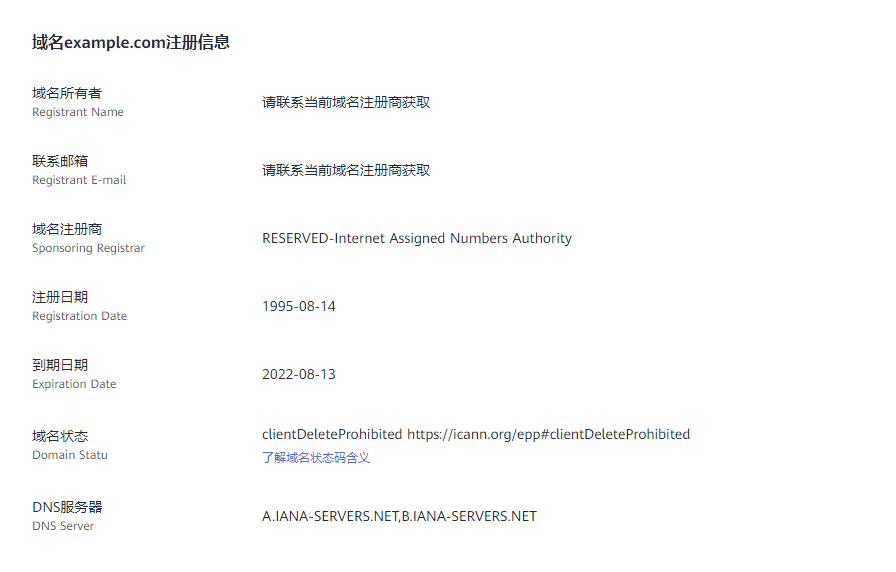 域名example.com注册信息
域名所有者
Registrant Name
请联系当前域名注册商获取
联系邮箱
Registrant E-mail
请联系当前域名注册商获取
域名注册商
Sponsoring Registrar
RESERVED-Internet Assigned Numbers Authority
注册日期
Registration Date
1995-08-14
到期日期
Expiration Date
2022-08-13
域名状态
Domain Statu
clientDeleteProhibited https://icann.org/epp#clientDeleteProhibited
了解域名状态码含义
DNS服务器
DNS Server
A.IANA-SERVERS.NET,B.IANA-SERVERS.NET